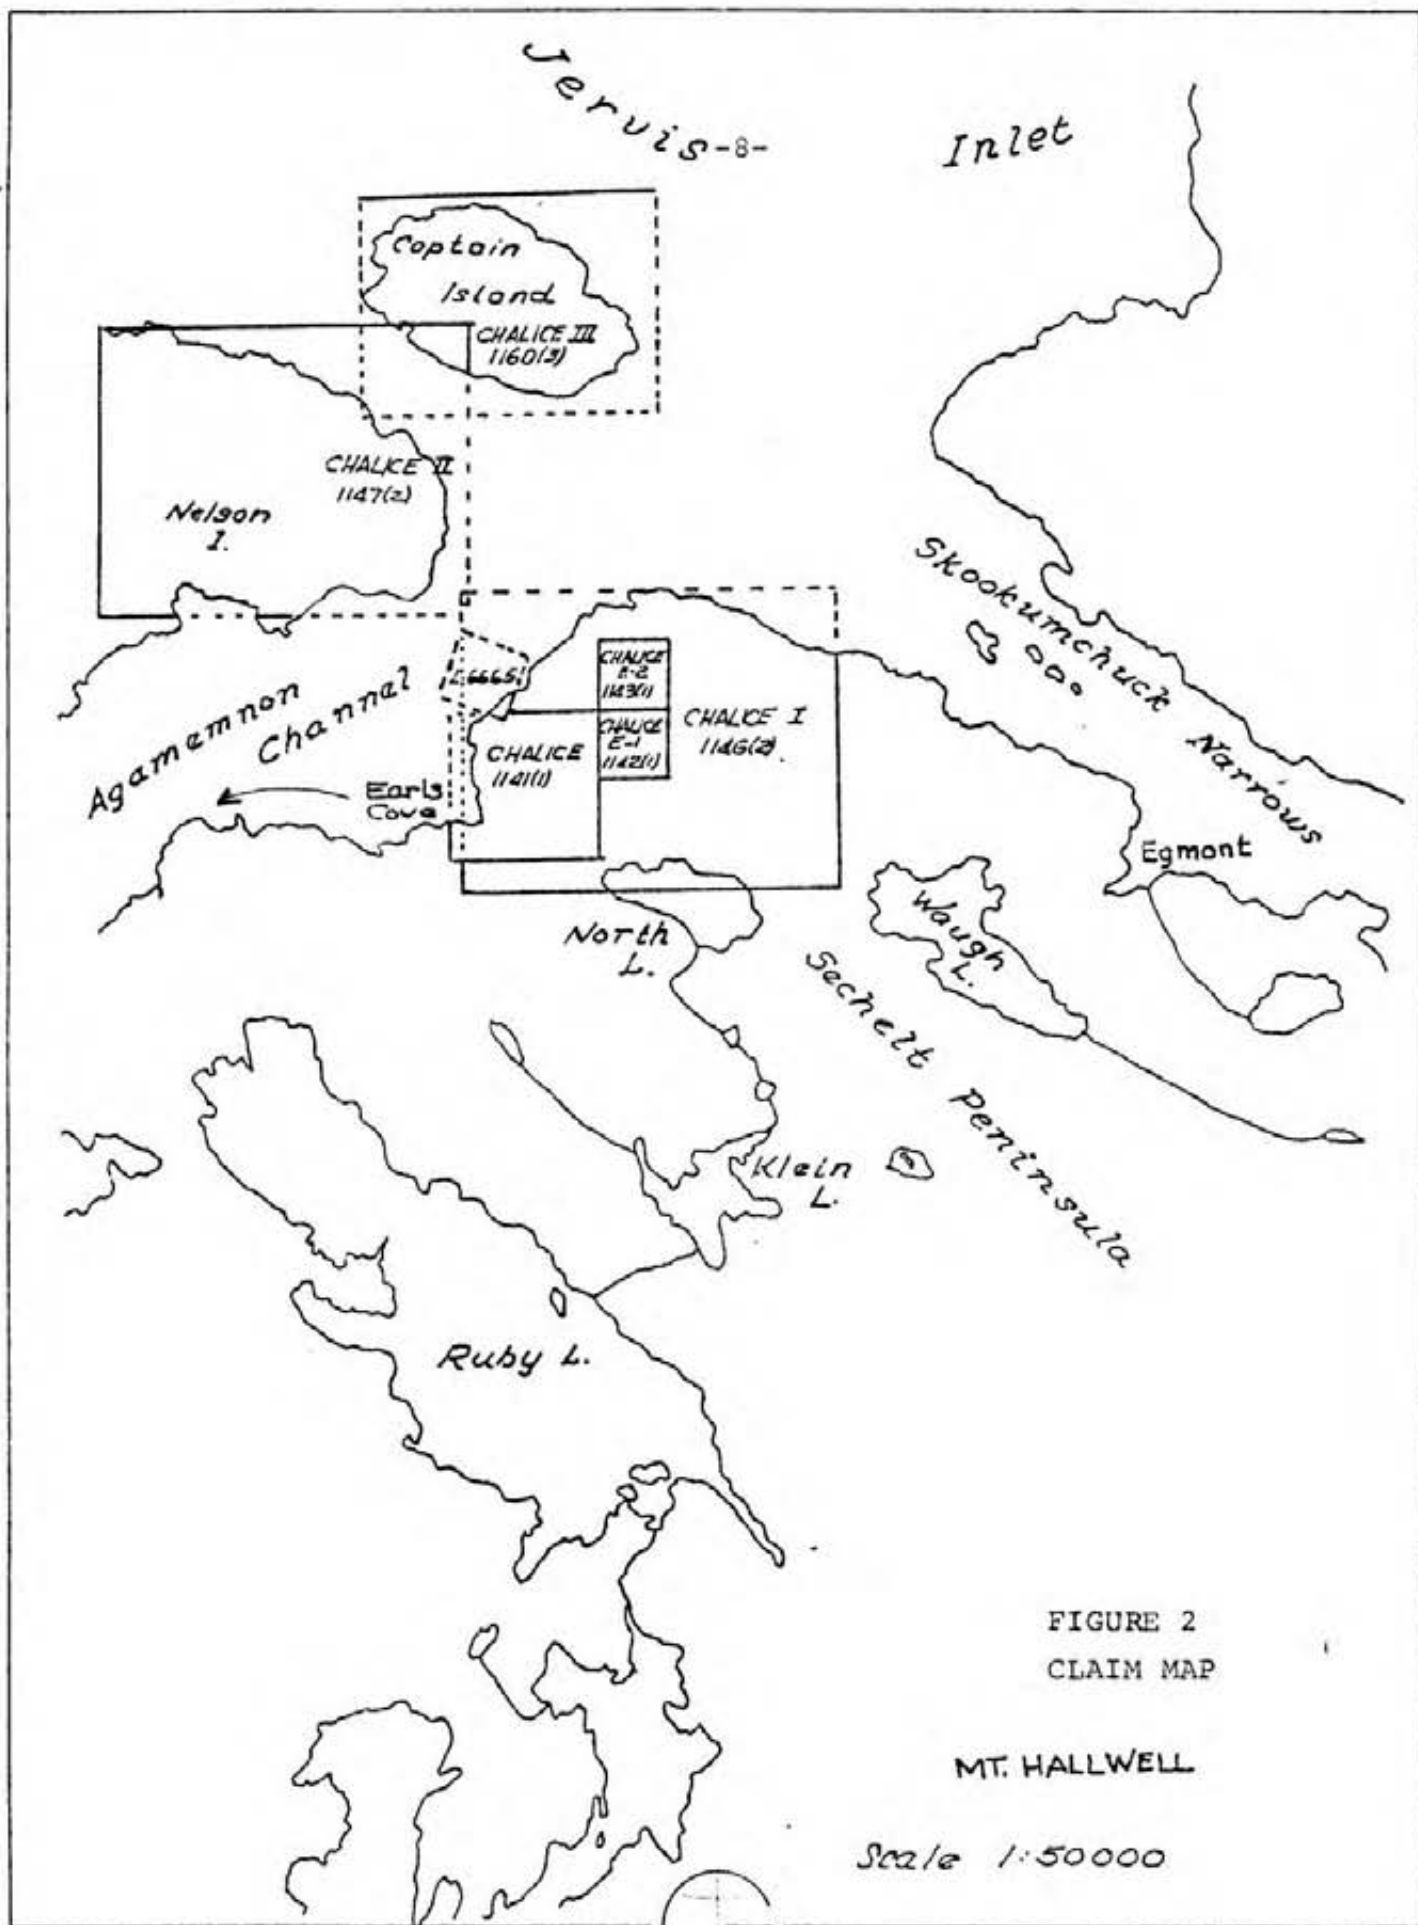 Jervis
-8-
Inlet
Captain
Island
CHALICE III
1160(3)
CHALICE II
1147(2)
Nelson
I.
Skookumchuck Narrows
L.6665
CHALICE
E-2
1143(1)
CHALICE
E-1
1142(1)
CHALICE I
1146(2)
CHALICE
1141(1)
Agamemnon
Channel
Earls
Cove
Egmont
Waugh
L.
North
L.
Sechelt Peninsula
Klein
L.
Ruby L.
FIGURE 2
CLAIM MAP
MT. HALLWELL
Scale 1:50000